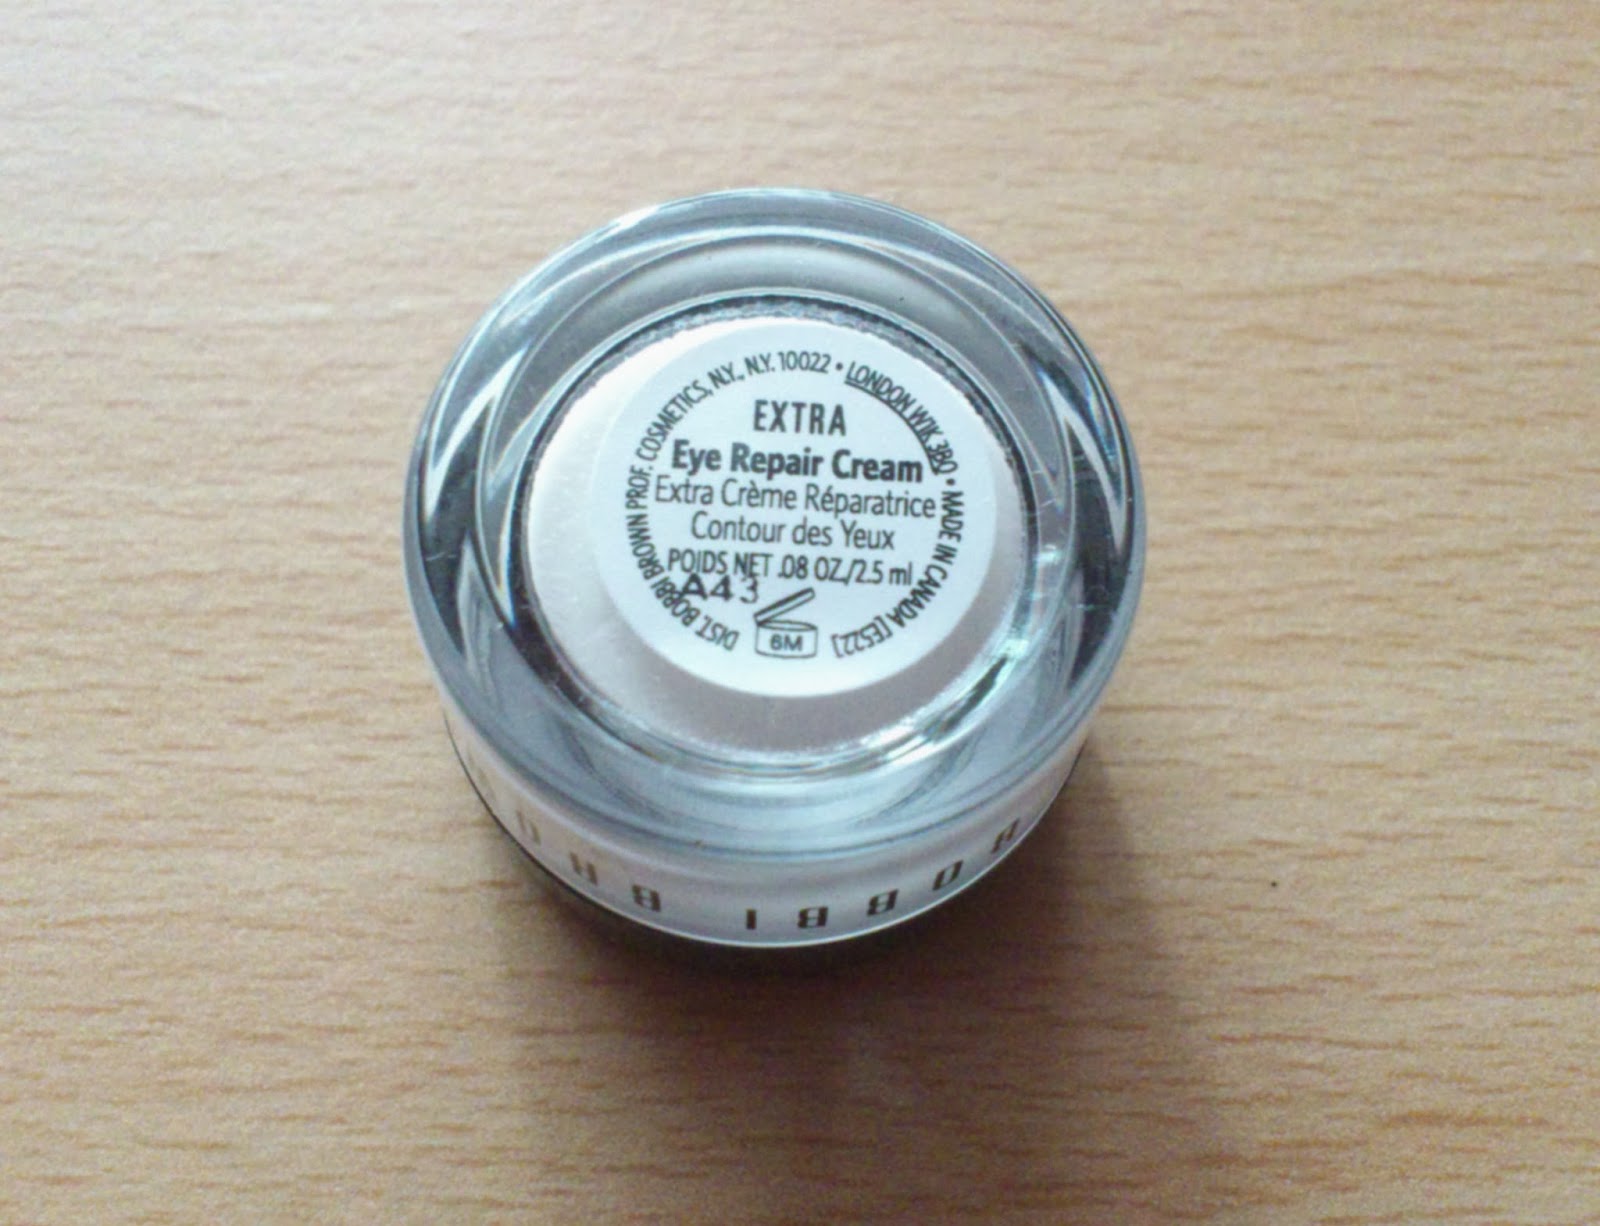 EXTRA
Eye Repair Cream
Extra Crème Réparatrice
Contour des Yeux
POIDS NET .08 OZ./2.5 ml
A43
6M
DIST. BOBBI BROWN PROF. COSMETICS, N.Y., N.Y. 10022 • LONDON W1K 3BQ • MADE IN CANADA [ES22]
BOBBI BRO